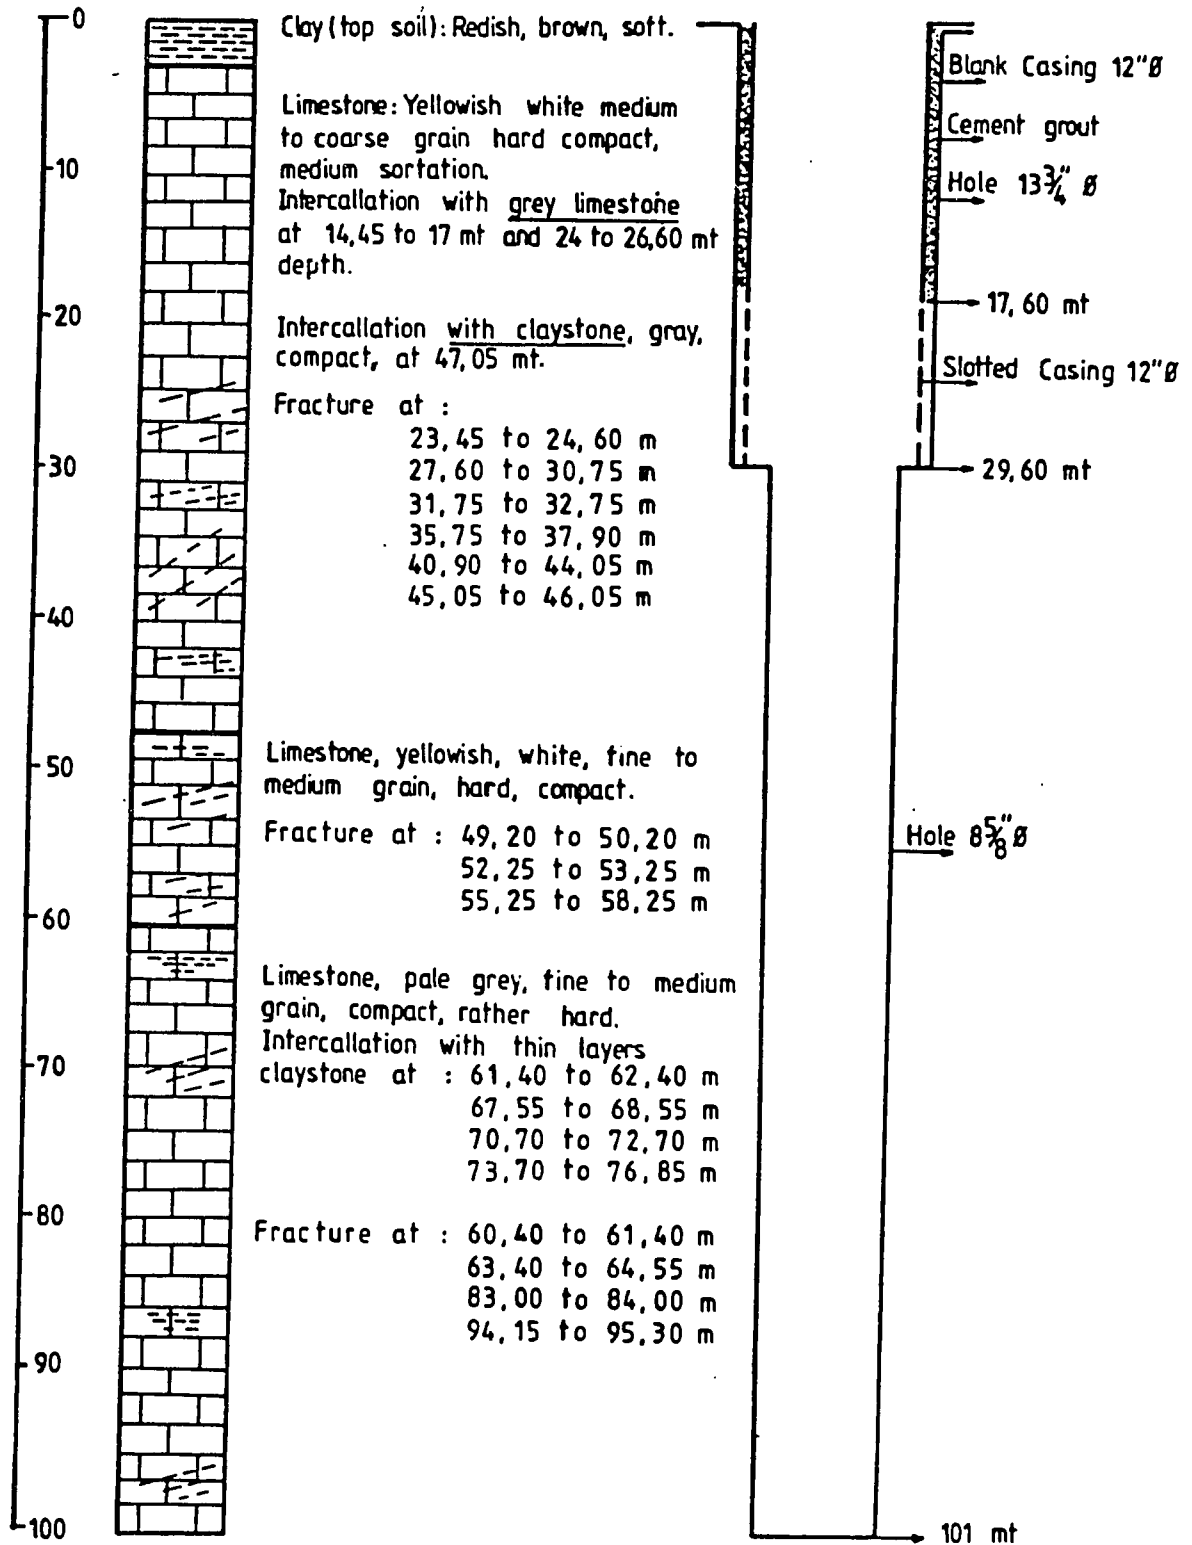 0
10
20
30
40
50
60
70
80
90
100
Clay (top soil): Redish, brown, soft.
Limestone: Yellowish white medium
to coarse grain hard compact,
medium sortation.
Intercallation with grey limestone
at 14,45 to 17 mt and 24 to 26,60 mt
depth.
Intercallation with claystone, gray,
compact, at 47,05 mt.
Fracture at :
23,45 to 24,60 m
27,60 to 30,75 m
31,75 to 32,75 m
35,75 to 37,90 m
40,90 to 44,05 m
45,05 to 46,05 m
Limestone, yellowish, white, fine to
medium grain, hard, compact.
Fracture at : 49,20 to 50,20 m
52,25 to 53,25 m
55,25 to 58,25 m
Limestone, pale grey, fine to medium
grain, compact, rather hard.
Intercallation with thin layers
claystone at : 61,40 to 62,40 m
67,55 to 68,55 m
70,70 to 72,70 m
73,70 to 76,85 m
Fracture at : 60,40 to 61,40 m
63,40 to 64,55 m
83,00 to 84,00 m
94,15 to 95,30 m
Blank Casing 12"Ø
Cement grout
Hole 13¾" Ø
17,60 mt
Slotted Casing 12"Ø
29,60 mt
Hole 8⅝"Ø
101 mt